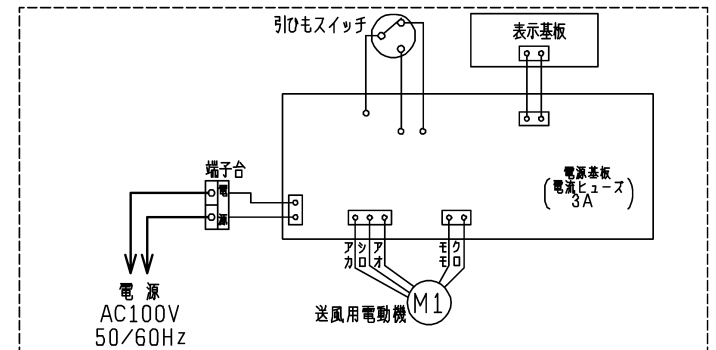 引ひもスイッチ
表示基板
電源基板
(電流ヒューズ)
3A
端子台
電
源
アカ
シロ
アオ
モモ
クロ
電源
AC100V
50/60Hz
送風用電動機
M1